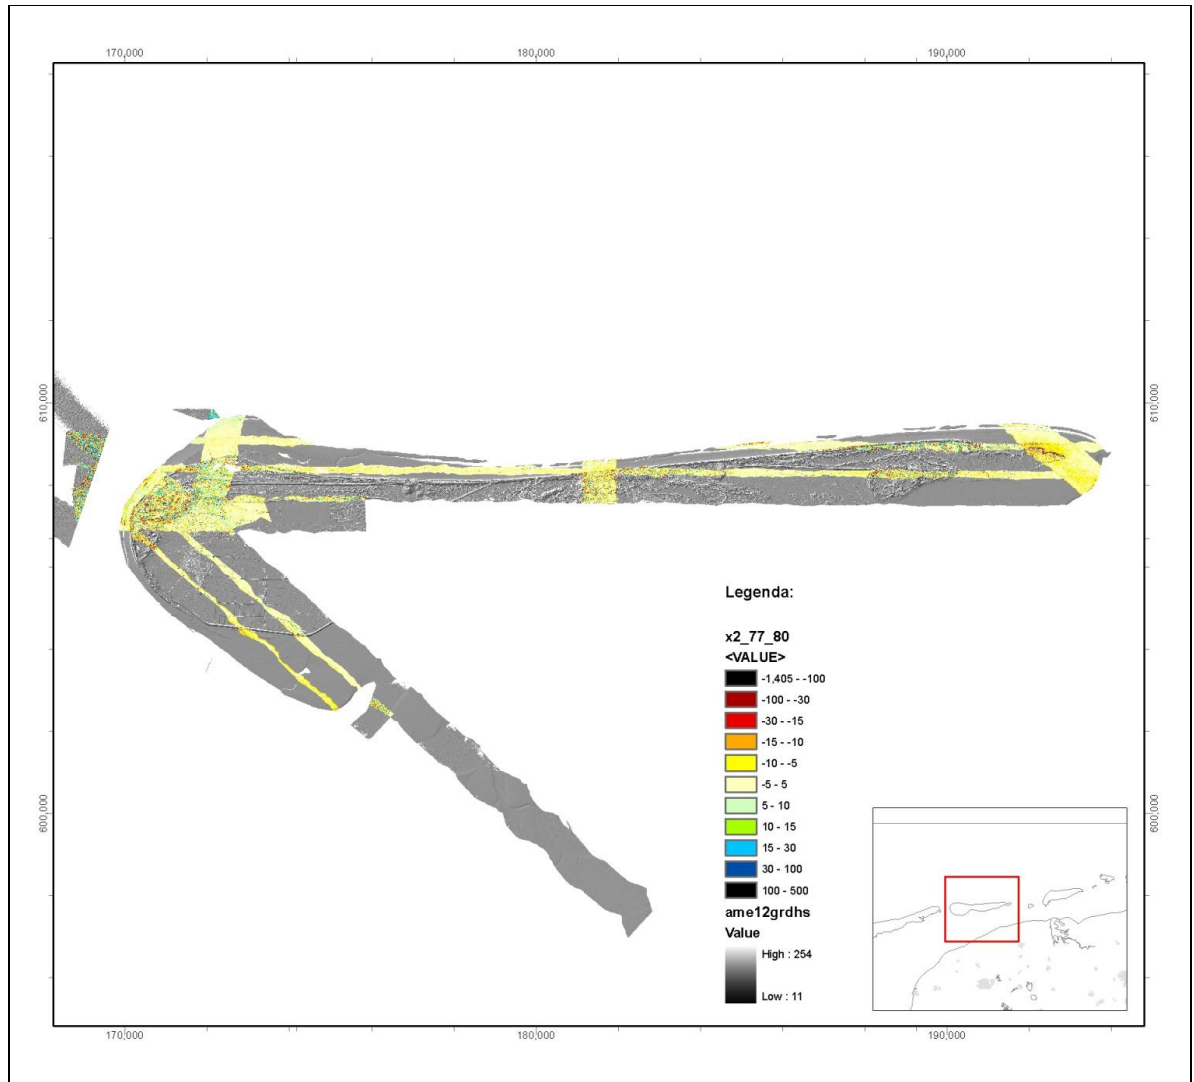 170,000 180,000 190,000
610,000 610,000
Legenda:
x2_77_80
<VALUE>
-1,405 - -100
-100 - -30
-30 - -15
-15 - -10
-10 - -5
-5 - 5
5 - 10
10 - 15
15 - 30
30 - 100
100 - 500
ame12grdhs
Value
High : 254
Low : 11
600,000 600,000
170,000 180,000 190,000